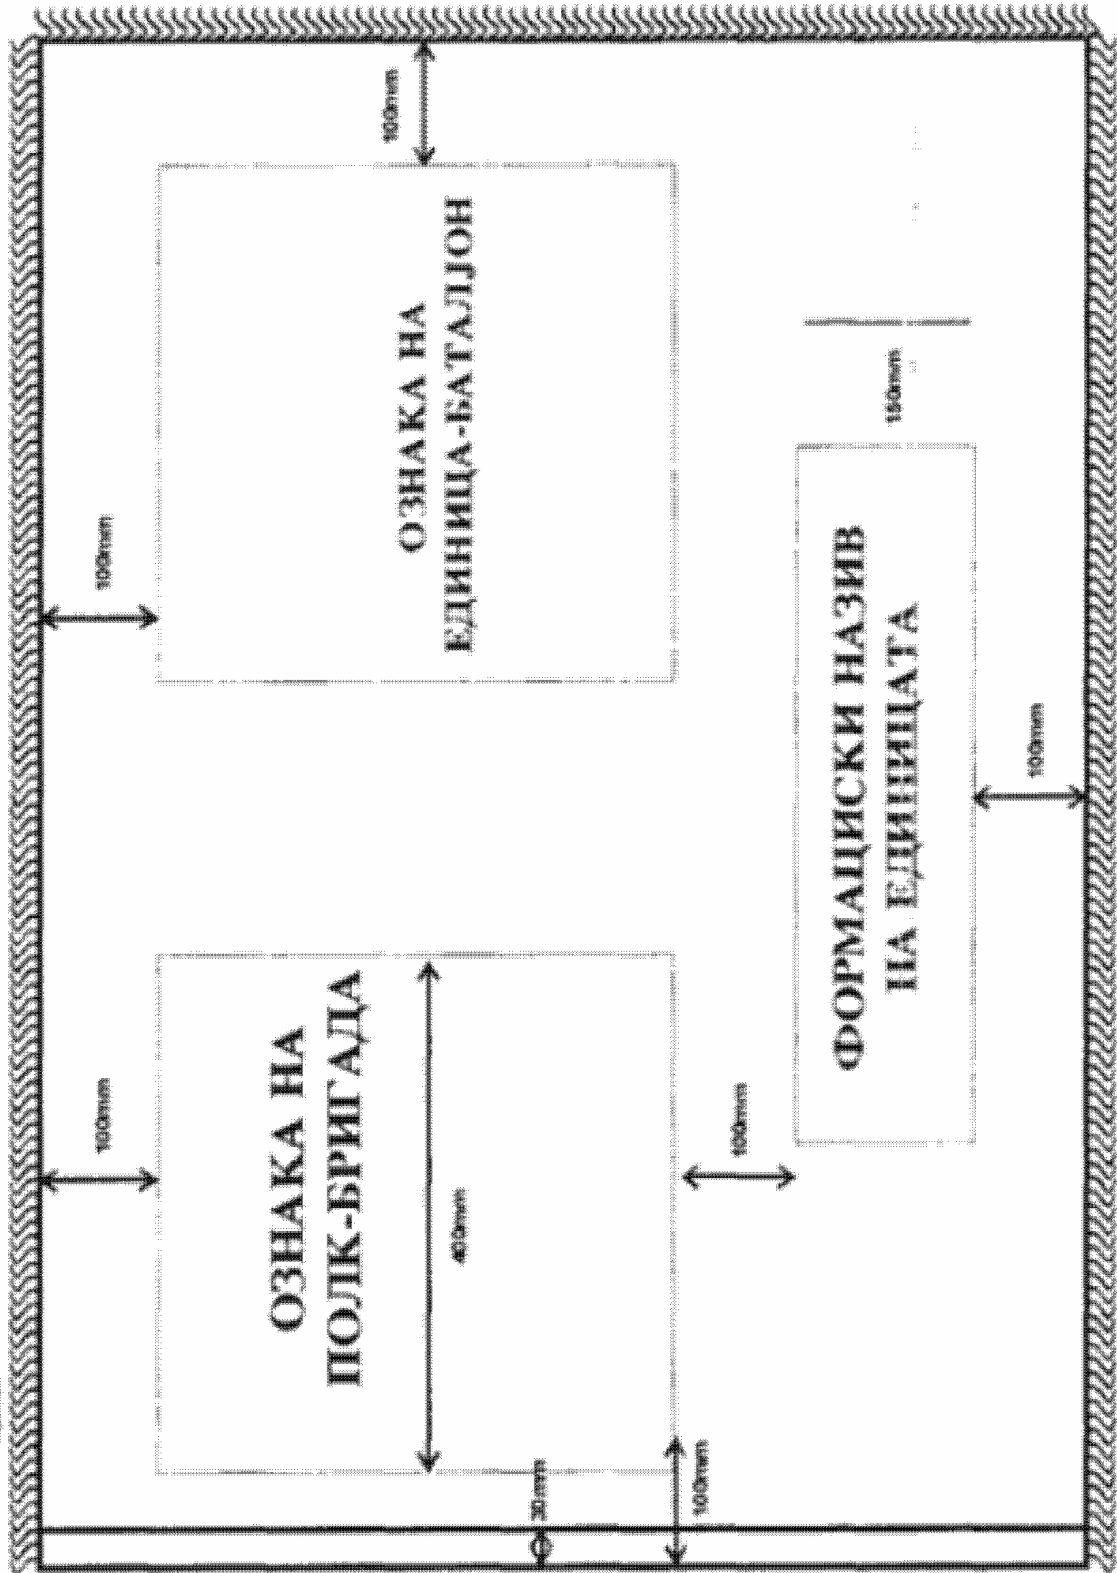 100mm
100mm
ОЗНАКА НА
ПОЛК-БРИГАДА
400mm
ОЗНАКА НА
ЕДИНИЦА-БАТАЛЈОН
100mm
30mm
100mm
100mm
ФОРМАЦИСКИ НАЗИВ
НА ЕДИНИЦАТА
150mm
100mm